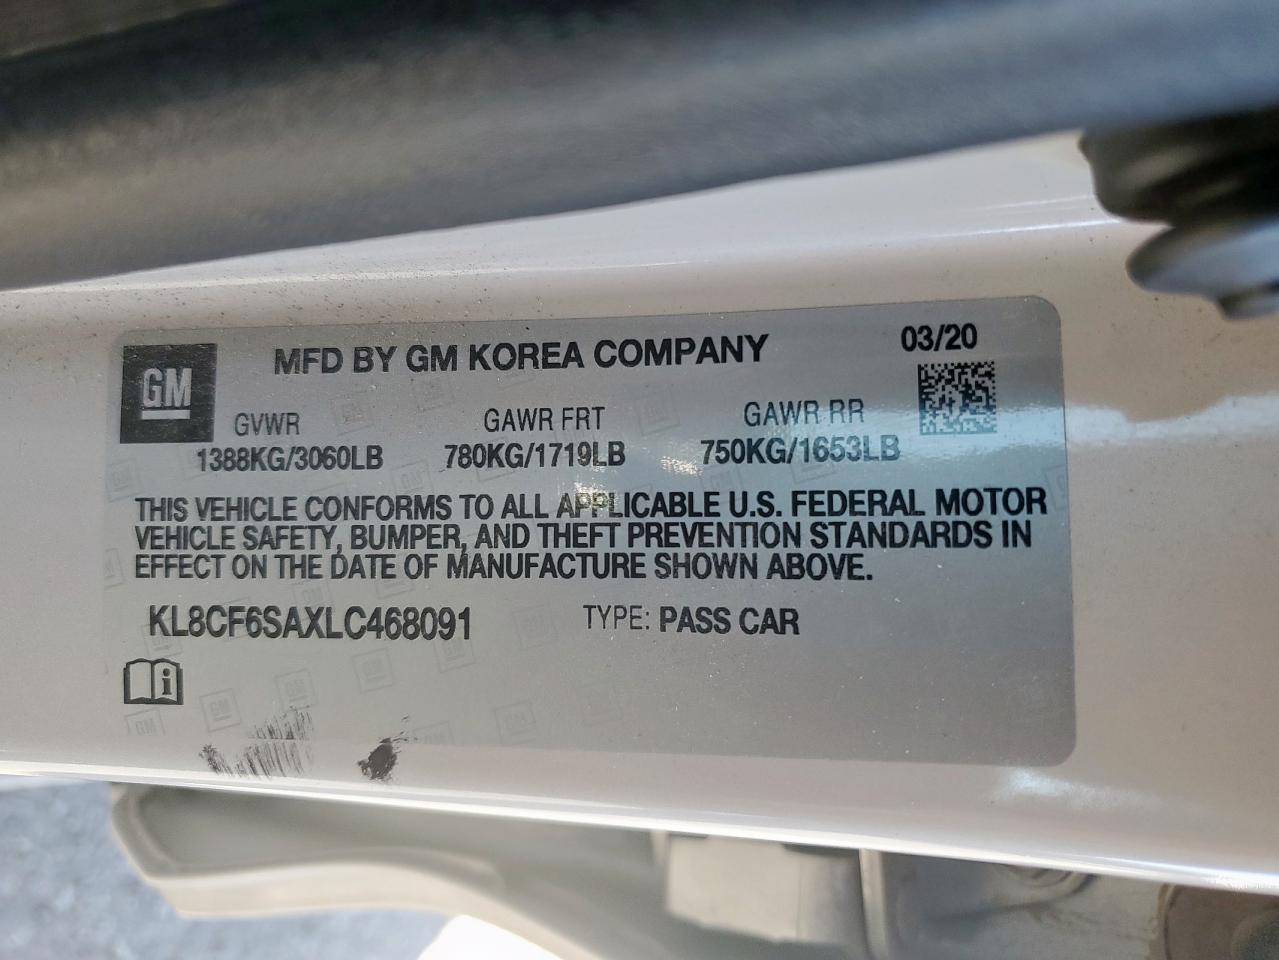 GM
MFD BY GM KOREA COMPANY
03/20
GVWR GAWR FRT GAWR RR
1388KG/3060LB 780KG/1719LB 750KG/1653LB
THIS VEHICLE CONFORMS TO ALL APPLICABLE U.S. FEDERAL MOTOR
VEHICLE SAFETY, BUMPER, AND THEFT PREVENTION STANDARDS IN
EFFECT ON THE DATE OF MANUFACTURE SHOWN ABOVE.
KL8CF6SAXLC468091 TYPE: PASS CAR
i